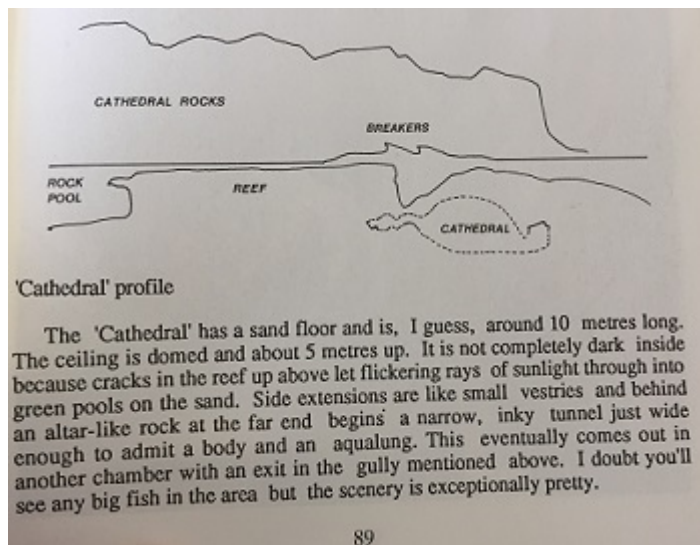 CATHEDRAL ROCKS
BREAKERS
ROCK
POOL
REEF
CATHEDRAL
'Cathedral' profile
The 'Cathedral' has a sand floor and is, I guess, around 10 metres long.
The ceiling is domed and about 5 metres up. It is not completely dark inside
because cracks in the reef up above let flickering rays of sunlight through into
green pools on the sand. Side extensions are like small vestries and behind
an altar-like rock at the far end begins a narrow, inky tunnel just wide
enough to admit a body and an aqualung. This eventually comes out in
another chamber with an exit in the gully mentioned above. I doubt you'll
see any big fish in the area but the scenery is exceptionally pretty.
89